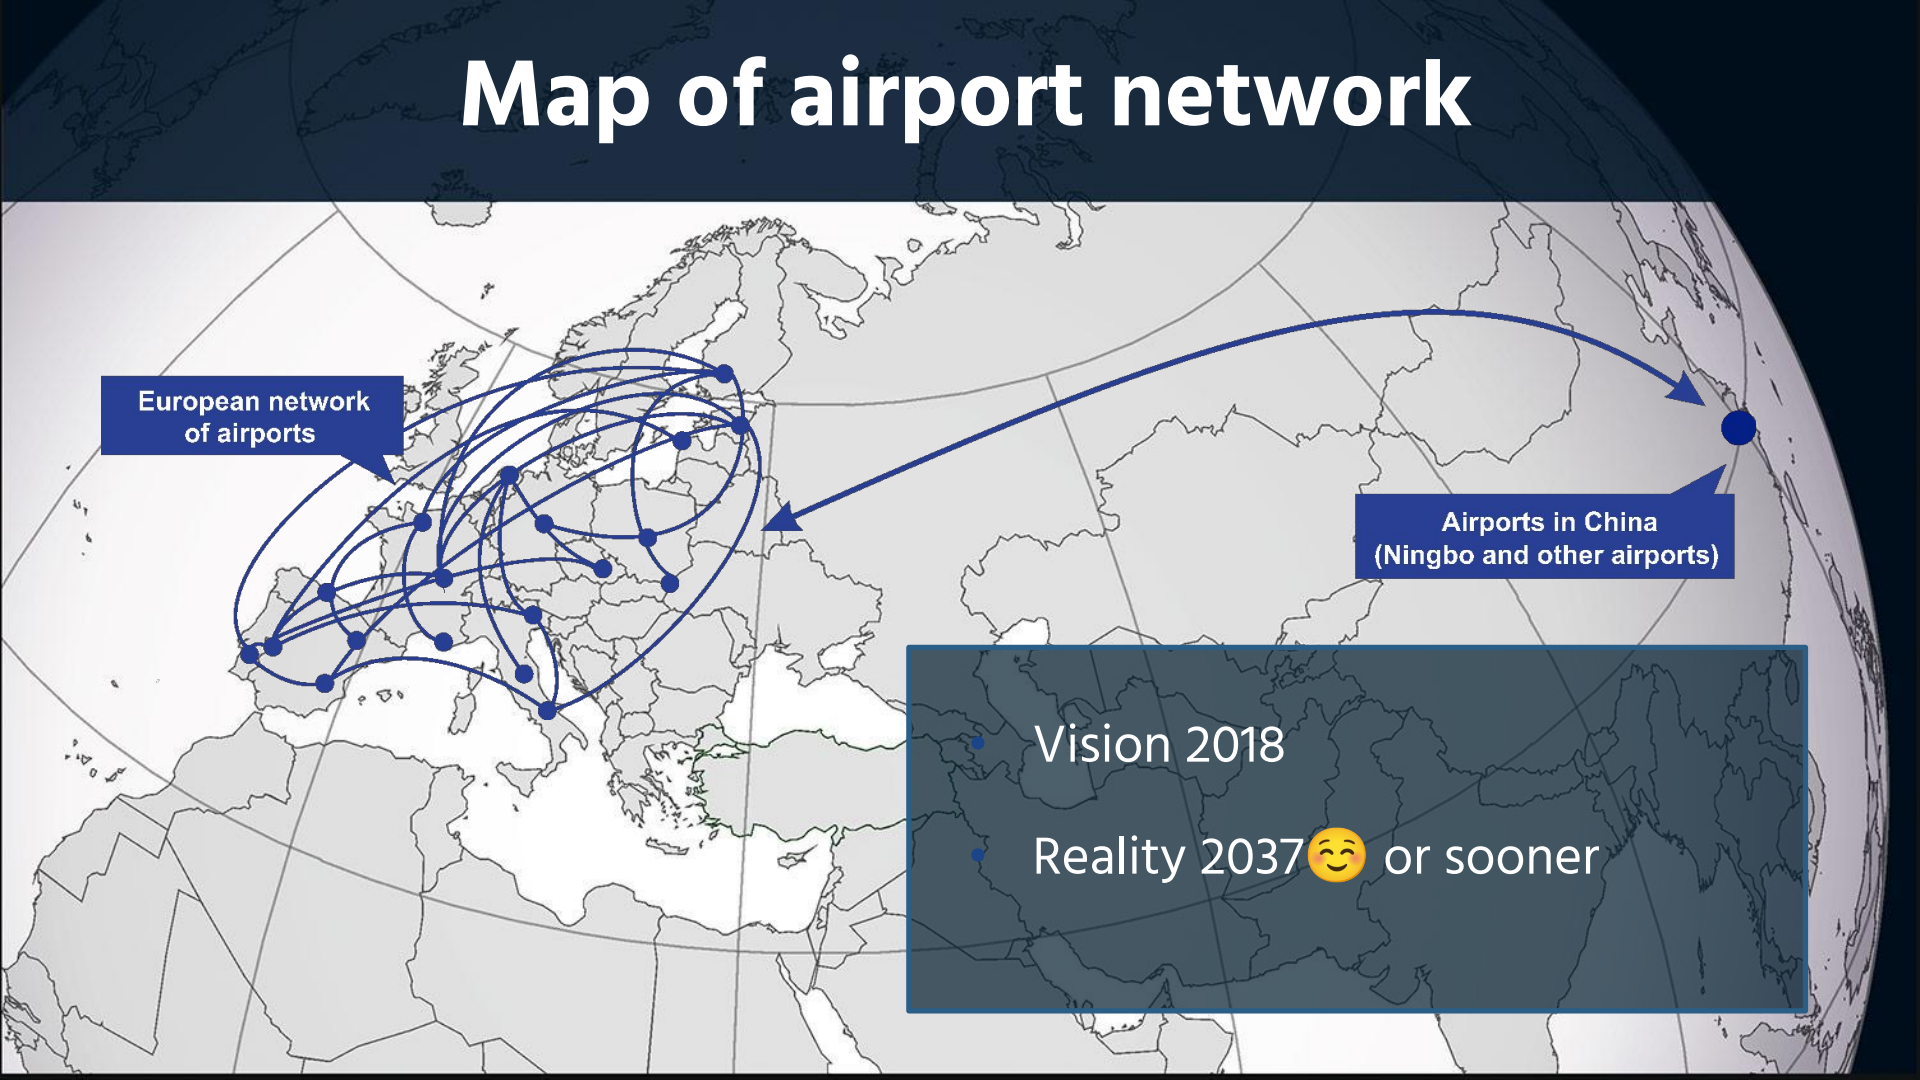 Map of airport network
European network
of airports
Airports in China
(Ningbo and other airports)
• Vision 2018
• Reality 2037😊 or sooner